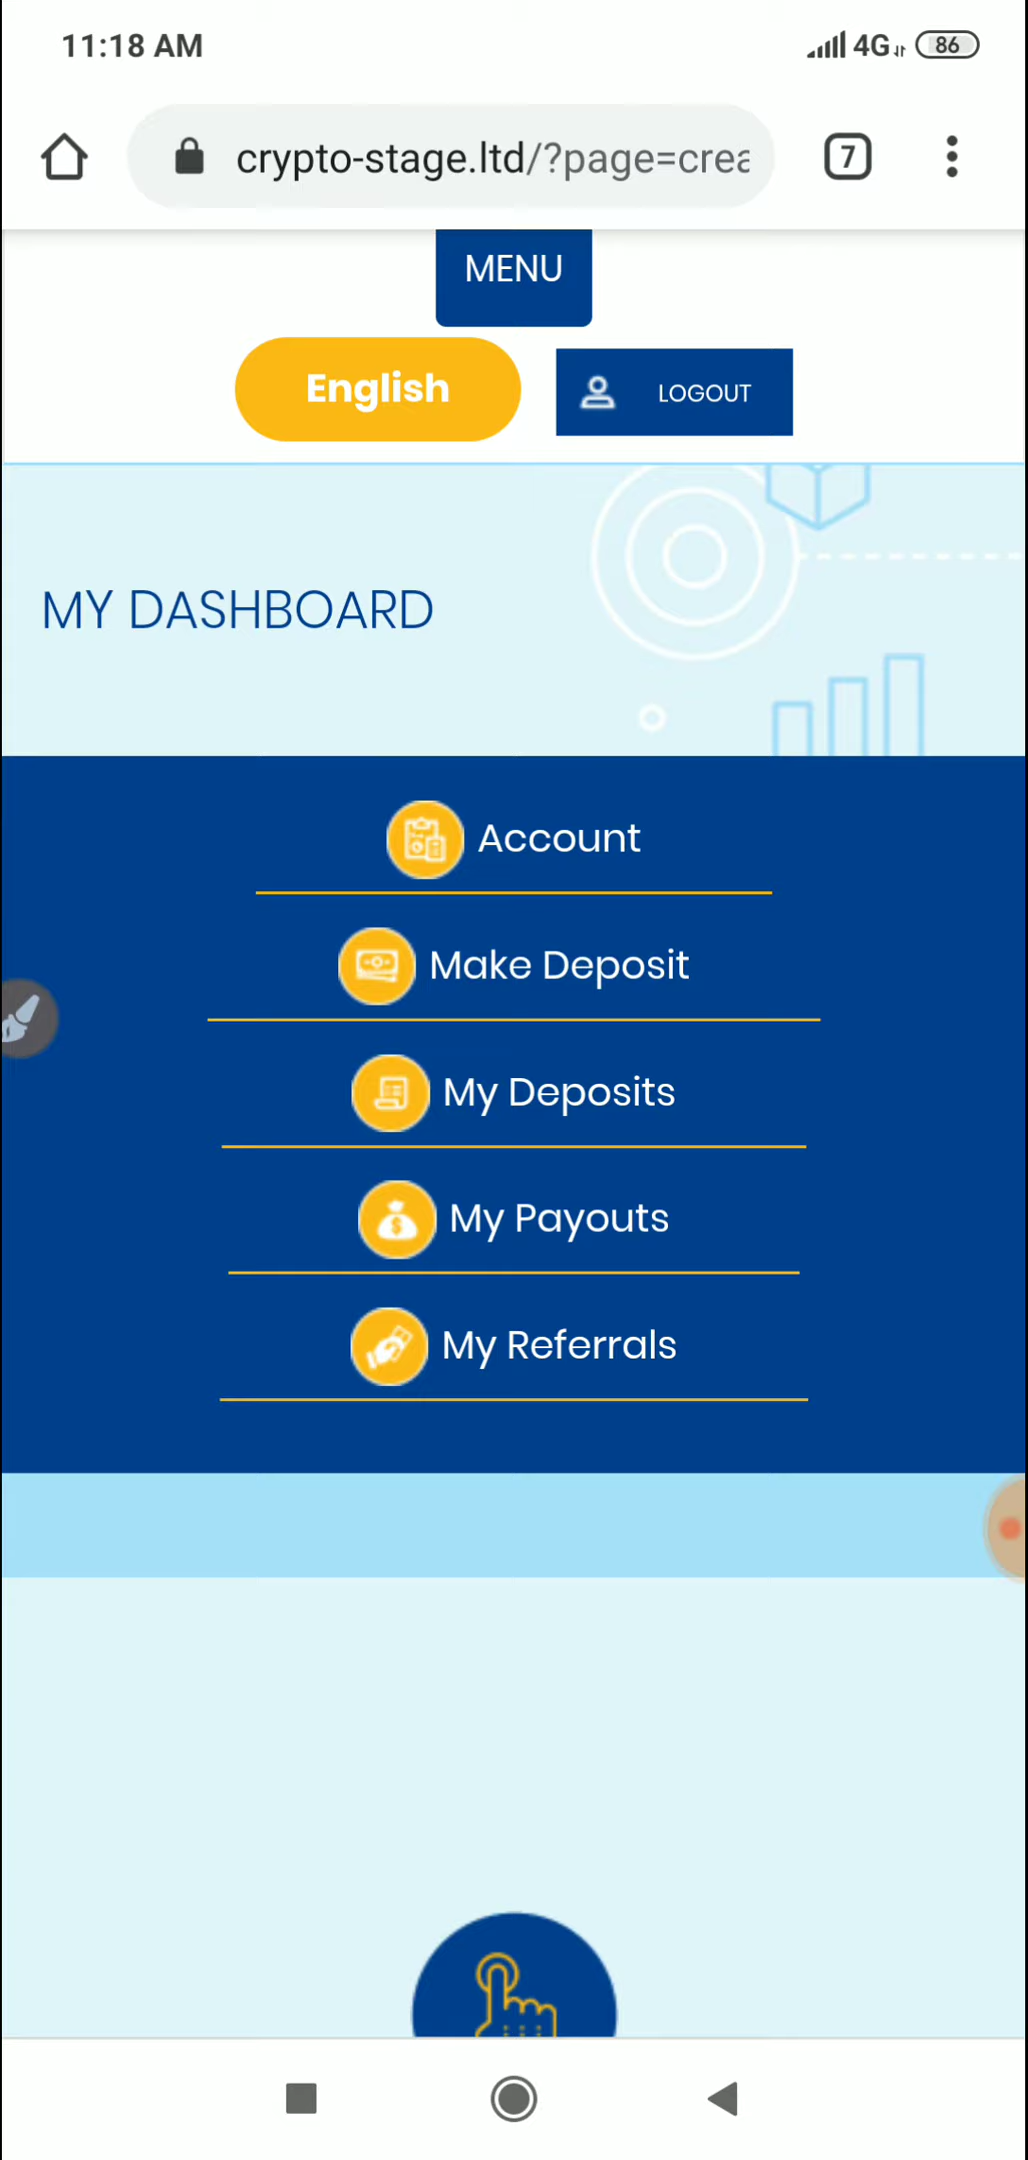 11:18 AM 4G 86
crypto-stage.ltd/?page=crea 7
MENU
English LOGOUT
MY DASHBOARD
Account
Make Deposit
My Deposits
My Payouts
My Referrals